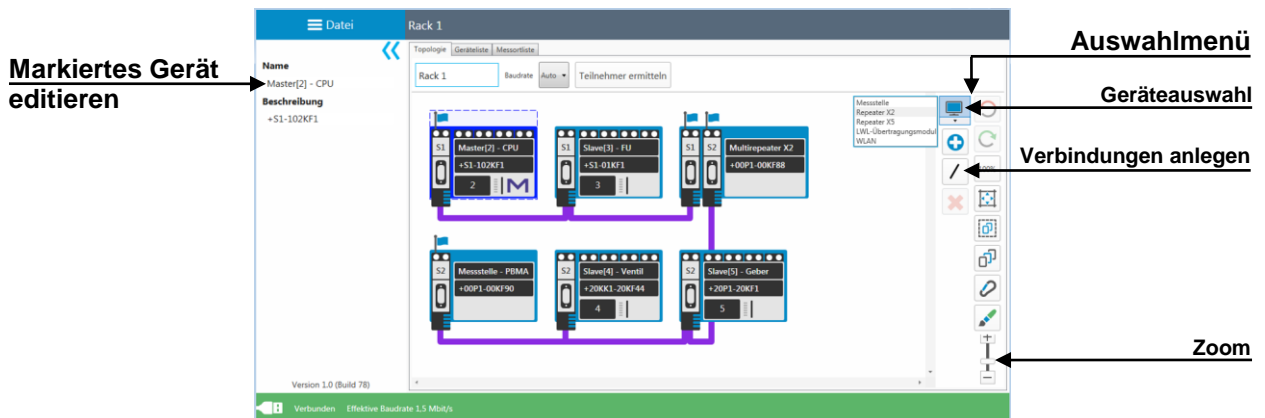 Datei
Rack 1
Auswahlmenü
Markiertes Gerät
editieren
Name
Master[2] - CPU
Beschreibung
+S1-102KF1
Topologie Geräteliste Messortliste
Rack 1 Baudrate Auto Teilnehmer ermitteln
Messstelle
Repeater X2
Repeater X5
LWL-Übertragungsmodul
WLAN
Geräteauswahl
Verbindungen anlegen
S1 Master[2] - CPU
+S1-102KF1
2
S1 Slave[3] - FU
+S1-01KF1
3
S1 S2 Multirepeater X2
+00P1-00KF88
S2 Messstelle - PBMA
+00P1-00KF90
S2 Slave[4] - Ventil
+20KK1-20KF44
4
S2 Slave[5] - Geber
+20P1-20KF1
5
Zoom
Version 1.0 (Build 78)
Verbunden Effektive Baudrate 1,5 Mbit/s